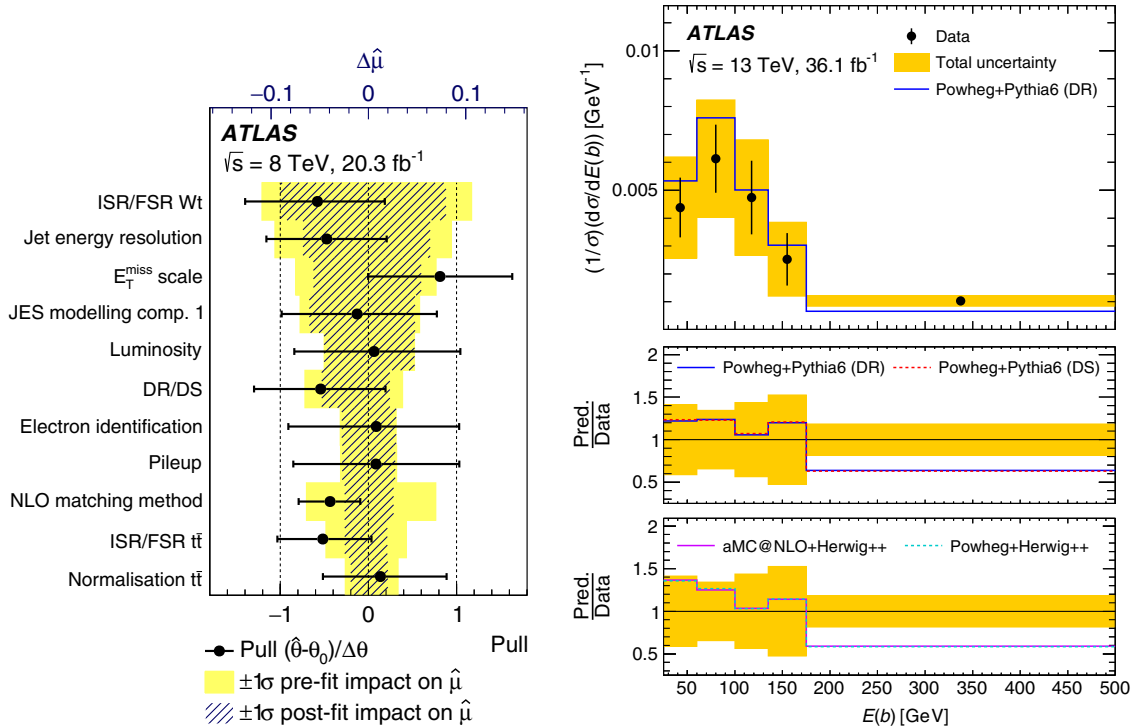 Δμ̂
−0.1 0 0.1
ATLAS
√s = 8 TeV, 20.3 fb⁻¹
ISR/FSR Wt
Jet energy resolution
E_T^miss scale
JES modelling comp. 1
Luminosity
DR/DS
Electron identification
Pileup
NLO matching method
ISR/FSR tt̄
Normalisation tt̄
−1 0 1
Pull
Pull (θ̂-θ₀)/Δθ
±1σ pre-fit impact on μ̂
±1σ post-fit impact on μ̂
ATLAS
√s = 13 TeV, 36.1 fb⁻¹
Data
Total uncertainty
Powheg+Pythia6 (DR)
(1/σ)(dσ/dE(b)) [GeV⁻¹]
0.01
0.005
Powheg+Pythia6 (DR) Powheg+Pythia6 (DS)
Pred.
Data
2
1.5
1
0.5
aMC@NLO+Herwig++ Powheg+Herwig++
Pred.
Data
2
1.5
1
0.5
50 100 150 200 250 300 350 400 450 500
E(b) [GeV]